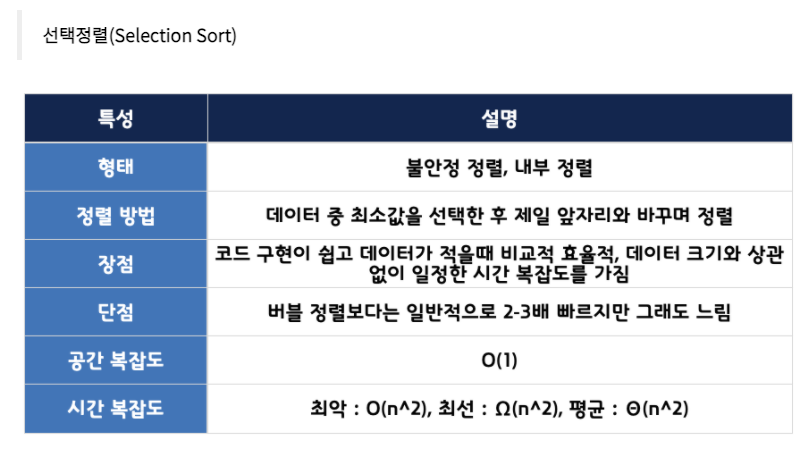 선택정렬(Selection Sort)
특성 설명
형태 불안정 정렬, 내부 정렬
정렬 방법 데이터 중 최소값을 선택한 후 제일 앞자리와 바꾸며 정렬
장점 코드 구현이 쉽고 데이터가 적을때 비교적 효율적, 데이터 크기와 상관
없이 일정한 시간 복잡도를 가짐
단점 버블 정렬보다는 일반적으로 2-3배 빠르지만 그래도 느림
공간 복잡도 O(1)
시간 복잡도 최악 : O(n^2), 최선 : Ω(n^2), 평균 : Θ(n^2)